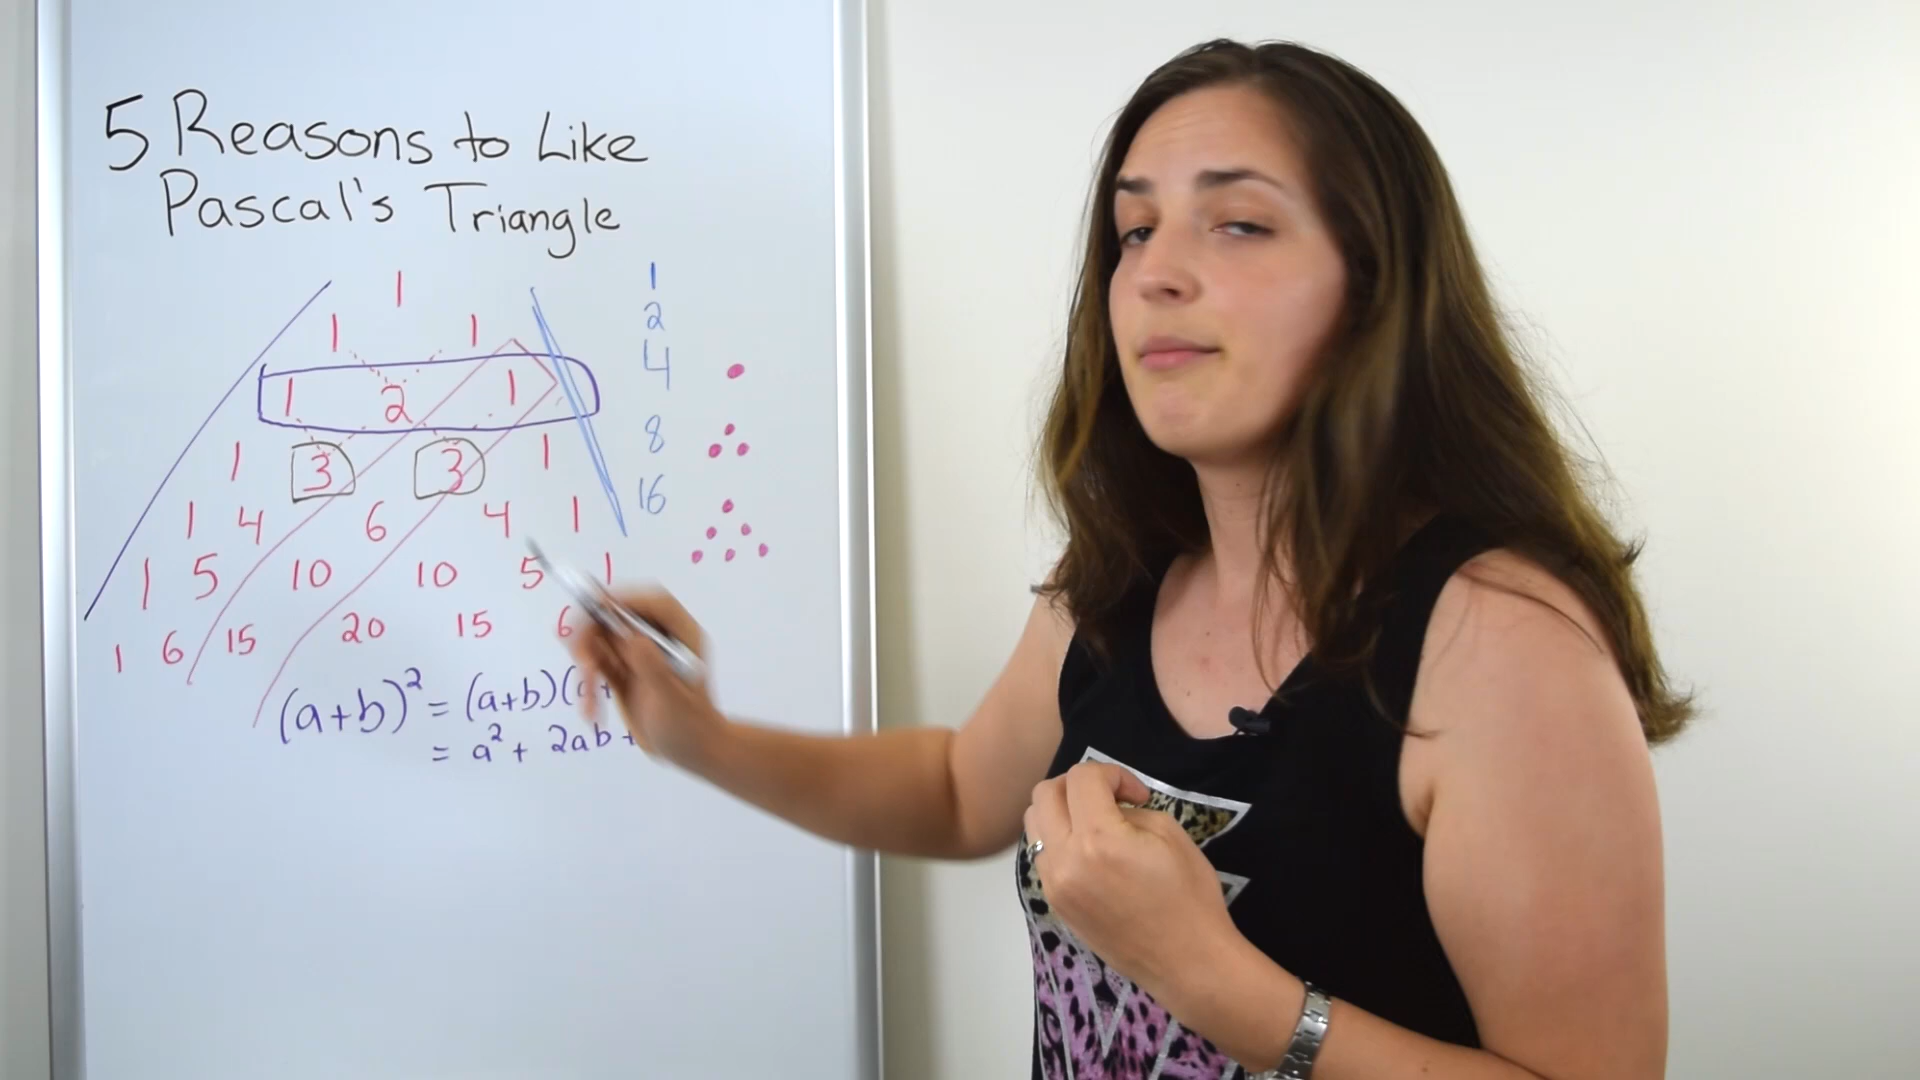 5 Reasons to Like
Pascal's Triangle
1
1 1
1 2 1
1 3 3 1
1 4 6 4 1
1 5 10 10 5 1
1 6 15 20 15 6
1
2
4
8
16
(a+b)² = (a+b)(a+
= a² + 2ab +